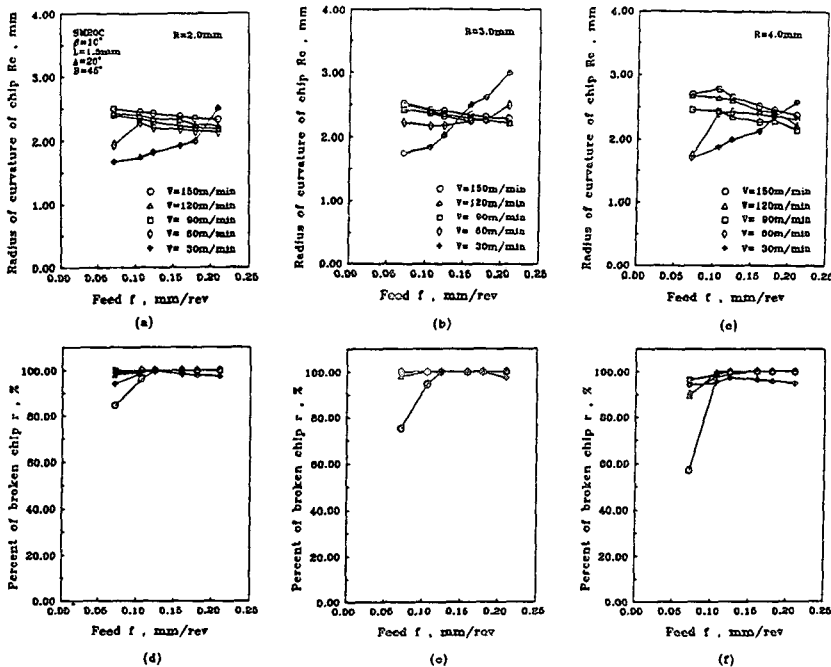 Radius of curvature of chip Rc, mm
4.00
3.00
2.00
1.00
0.00
SMROC
β=10°
L=1.5mm
Δ=20°
B=45°
R=2.0mm
V=150m/min
V=120m/min
V= 90m/min
V= 60m/min
V= 30m/min
0.00 0.05 0.10 0.15 0.20 0.25
Feed f , mm/rev
(a)
Radius of curvature of chip Rc, mm
4.00
3.00
2.00
1.00
0.00
R=3.0mm
V=150m/min
V=120m/min
V= 90m/min
V= 60m/min
V= 30m/min
0.00 0.05 0.10 0.15 0.20 0.25
Feed f , mm/rev
(b)
Radius of curvature of chip Rc, mm
4.00
3.00
2.00
1.00
0.00
R=4.0mm
V=150m/min
V=120m/min
V= 90m/min
V= 60m/min
V= 30m/min
0.00 0.05 0.10 0.15 0.20 0.25
Feed f , mm/rev
(c)
Percent of broken chip r , %
100.00
80.00
60.00
40.00
20.00
0.00
0.00 0.05 0.10 0.15 0.20 0.25
Feed f , mm/rev
(d)
Percent of broken chip r , %
100.00
80.00
60.00
40.00
20.00
0.00
0.00 0.05 0.10 0.15 0.20 0.25
Feed f , mm/rev
(e)
Percent of broken chip r , %
100.00
80.00
60.00
40.00
20.00
0.00
0.00 0.05 0.10 0.15 0.20 0.25
Feed f , mm/rev
(f)